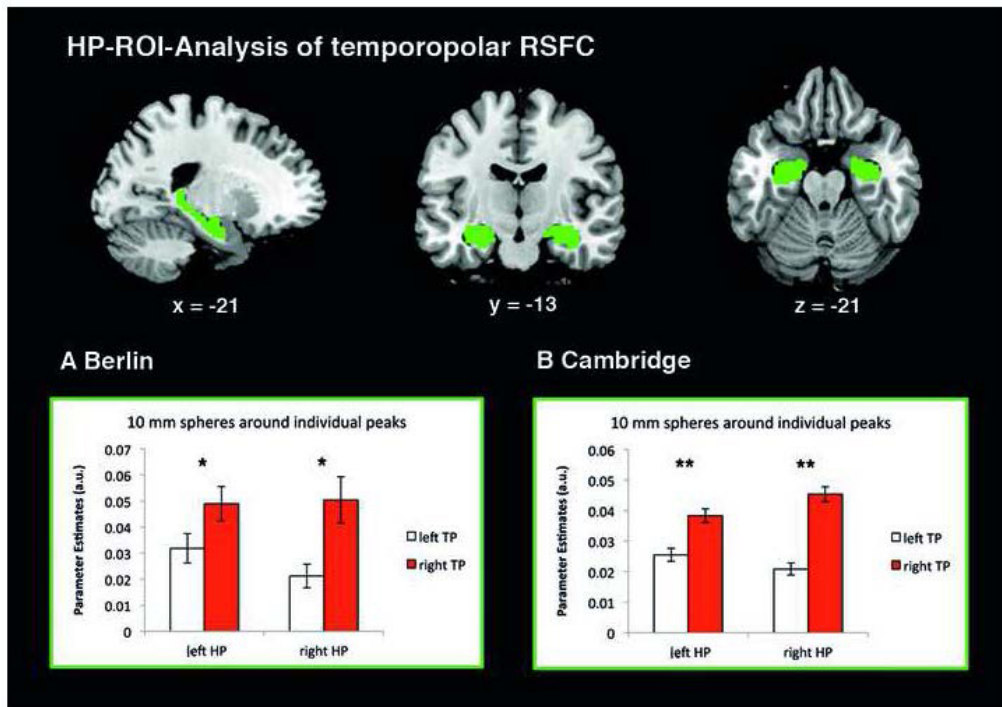 HP-ROI-Analysis of temporopolar RSFC
x = -21
y = -13
z = -21
A Berlin
10 mm spheres around individual peaks
Parameter Estimates (a.u.)
0.07
0.06
0.05
0.04
0.03
0.02
0.01
0
*
*
left HP
right HP
left TP
right TP
B Cambridge
10 mm spheres around individual peaks
Parameter Estimates (a.u.)
0.06
0.05
0.04
0.03
0.02
0.01
0
**
**
left HP
right HP
left TP
right TP